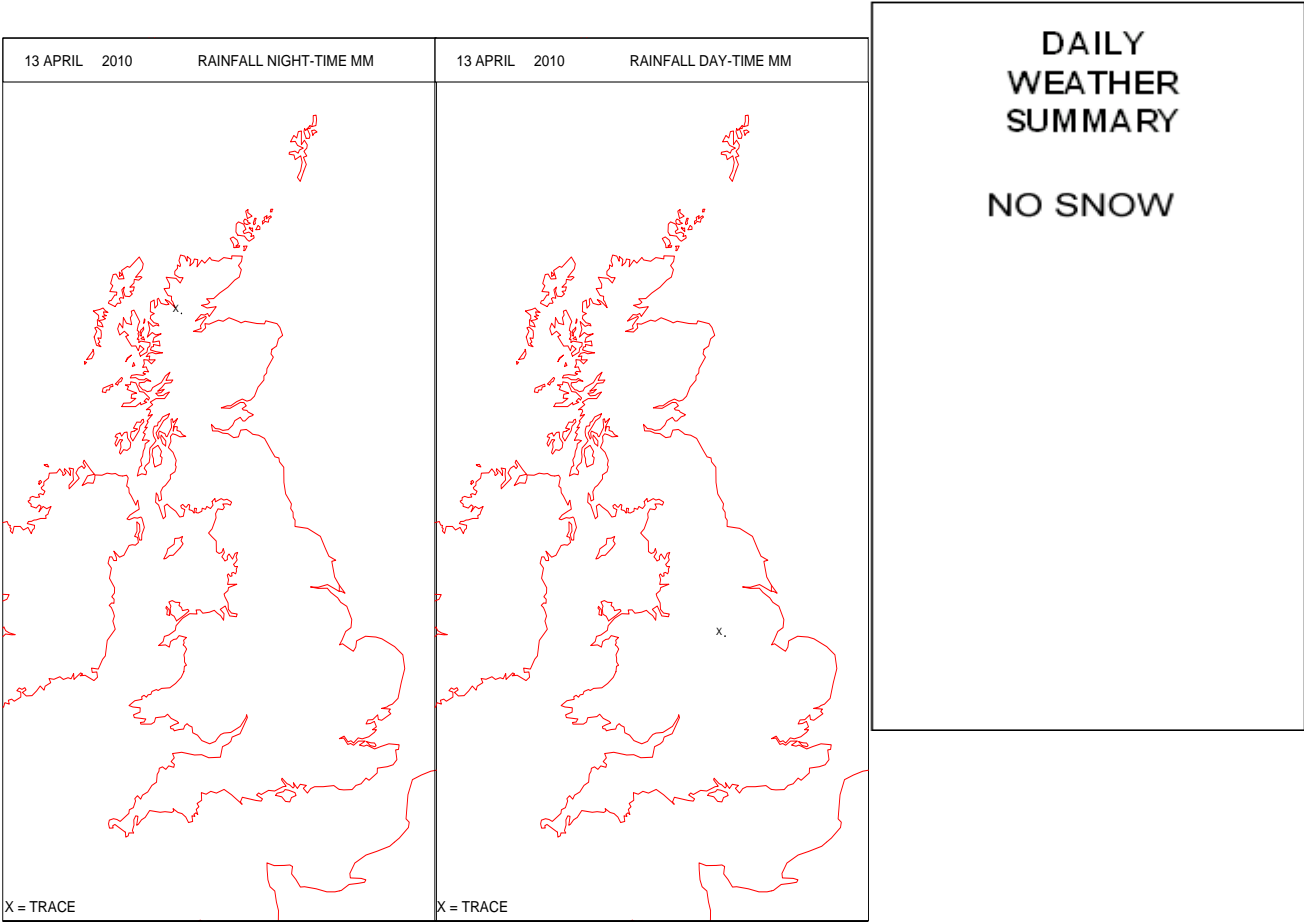 13 APRIL 2010 RAINFALL NIGHT-TIME MM
X.
X = TRACE
13 APRIL 2010 RAINFALL DAY-TIME MM
X.
X = TRACE
DAILY
WEATHER
SUMMARY
NO SNOW